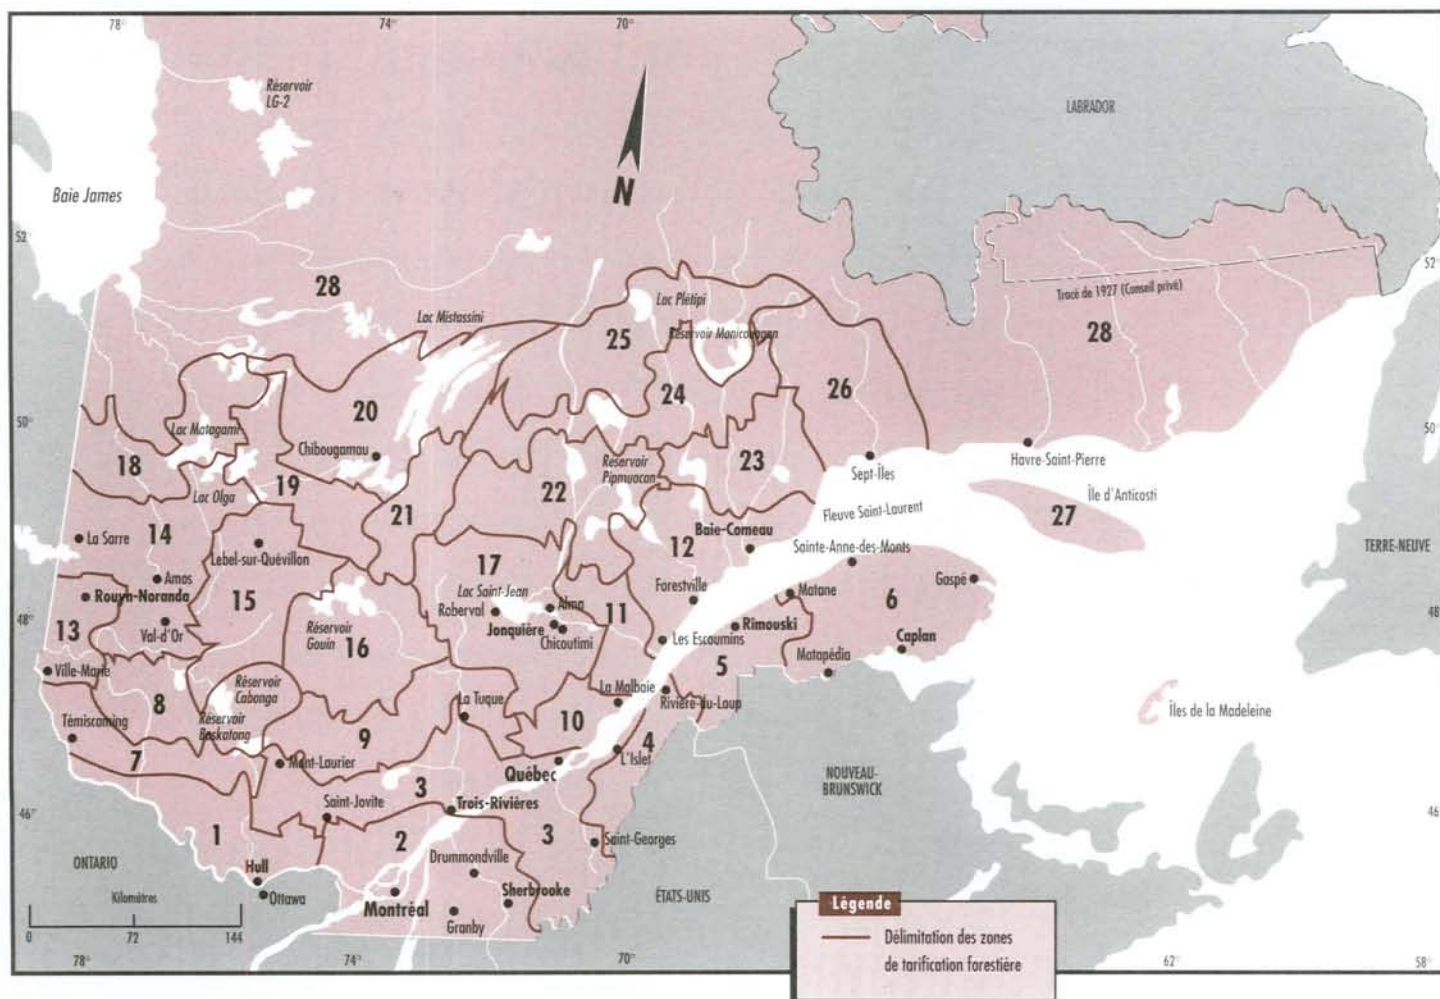 78°
74°
70°
Réservoir
LG-2
LABRADOR
Baie James
N
52°
52°
28
Tracé de 1927 (Conseil privé)
Lac Plétipi
Lac Mistassini
25
Réservoir Manicouagan
28
24
26
20
50°
50°
Lac Matagami
Chibougamau
18
23
Réservoir
Pipmuacan
Sept-Îles
Havre-Saint-Pierre
19
22
Lac Olga
21
Île d'Anticosti
27
Fleuve Saint-Laurent
14
La Sarre
Lebel-sur-Quévillon
12
Baie-Comeau
Sainte-Anne-des-Monts
TERRE-NEUVE
17
Amos
Rouyn-Noranda
15
Lac Saint-Jean
Forestville
Gaspé
Matane
6
Roberval
Alma
11
48°
48°
13
Val-d'Or
Réservoir
Gouin
16
Jonquière
Chicoutimi
Les Escoumins
Rimouski
Caplan
5
Matapédia
Ville-Marie
8
Réservoir
Cabonga
La Malbaie
Rivière-du-Loup
La Tuque
Îles de la Madeleine
Réservoir
Baskatong
10
Témiscaming
9
4
7
Mont-Laurier
Québec
L'Islet
NOUVEAU-
BRUNSWICK
3
46°
46°
Saint-Jovite
Trois-Rivières
1
2
3
Saint-Georges
Drummondville
ONTARIO
Hull
Ottawa
Sherbrooke
ÉTATS-UNIS
Kilomètres
Montréal
Granby
0
72
144
Légende
Délimitation des zones
de tarification forestière
78°
74°
70°
62°
58°